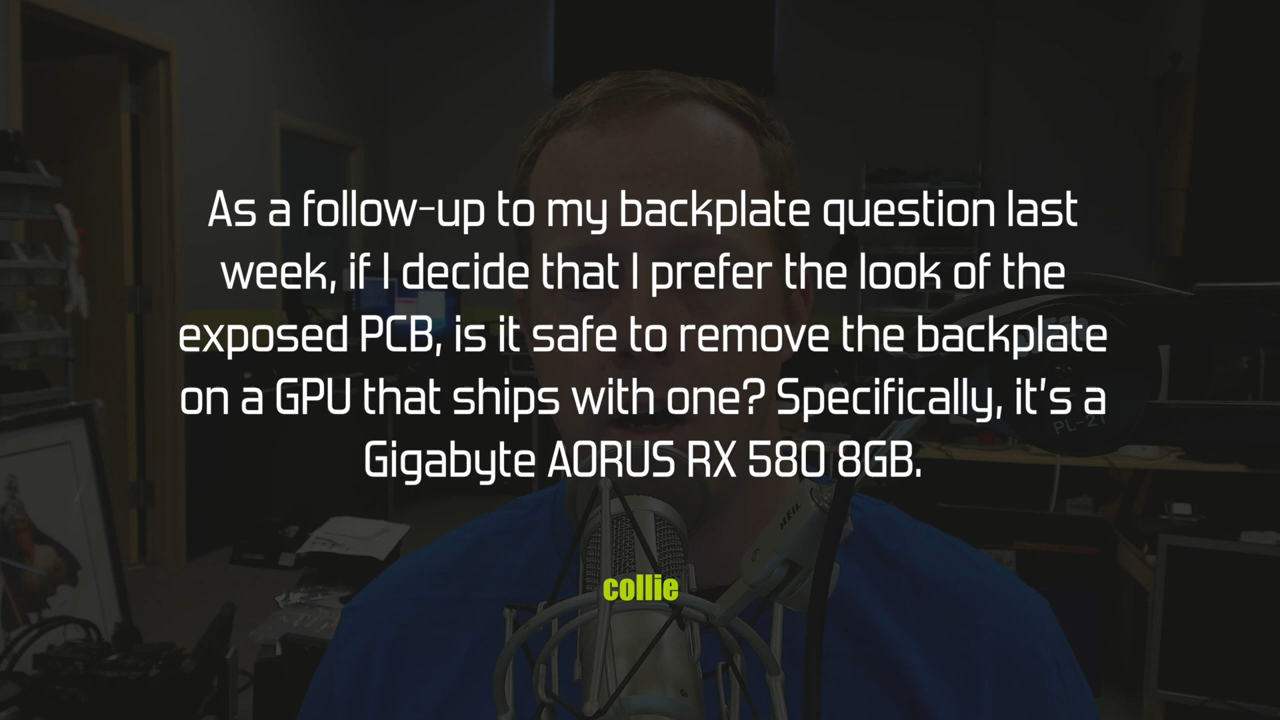 As a follow-up to my backplate question last
week, if I decide that I prefer the look of the
exposed PCB, is it safe to remove the backplate
on a GPU that ships with one? Specifically, it's a
Gigabyte AORUS RX 580 8GB.
collie
HEIL